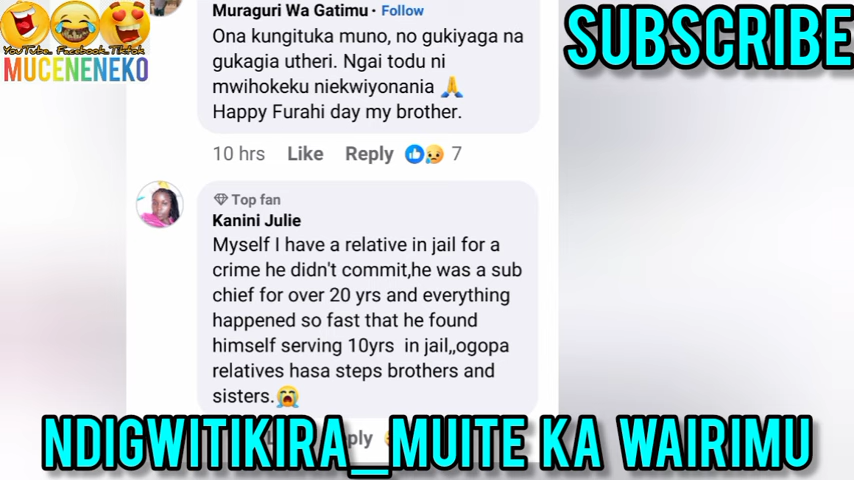 Muraguri Wa Gatimu · Follow
Ona kungituka muno, no gukiyaga na
gukagia utheri. Ngai todu ni
mwihokeku niekwiyonania 🙏
Happy Furahi day my brother.
10 hrs Like Reply 7
Top fan
Kanini Julie
Myself I have a relative in jail for a
crime he didn't commit,he was a sub
chief for over 20 yrs and everything
happened so fast that he found
himself serving 10yrs in jail,,ogopa
relatives hasa steps brothers and
sisters.😭
YouTube. Facebook.Tiktok
MUCENENEKO
SUBSCRIBE
NDIGWITIKIRA_MUITE KA WAIRIMU